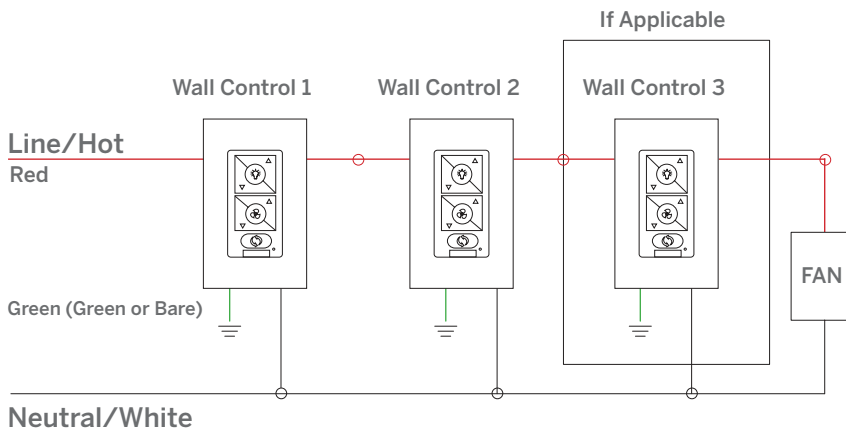 If Applicable
Wall Control 1
Wall Control 2
Wall Control 3
Line/Hot
Red
FAN
Green (Green or Bare)
Neutral/White